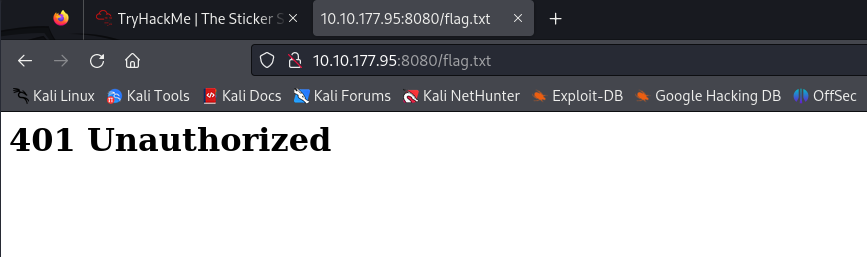 TryHackMe | The Sticker S
10.10.177.95:8080/flag.txt
10.10.177.95:8080/flag.txt
Kali Linux Kali Tools Kali Docs Kali Forums Kali NetHunter Exploit-DB Google Hacking DB OffSec
401 Unauthorized